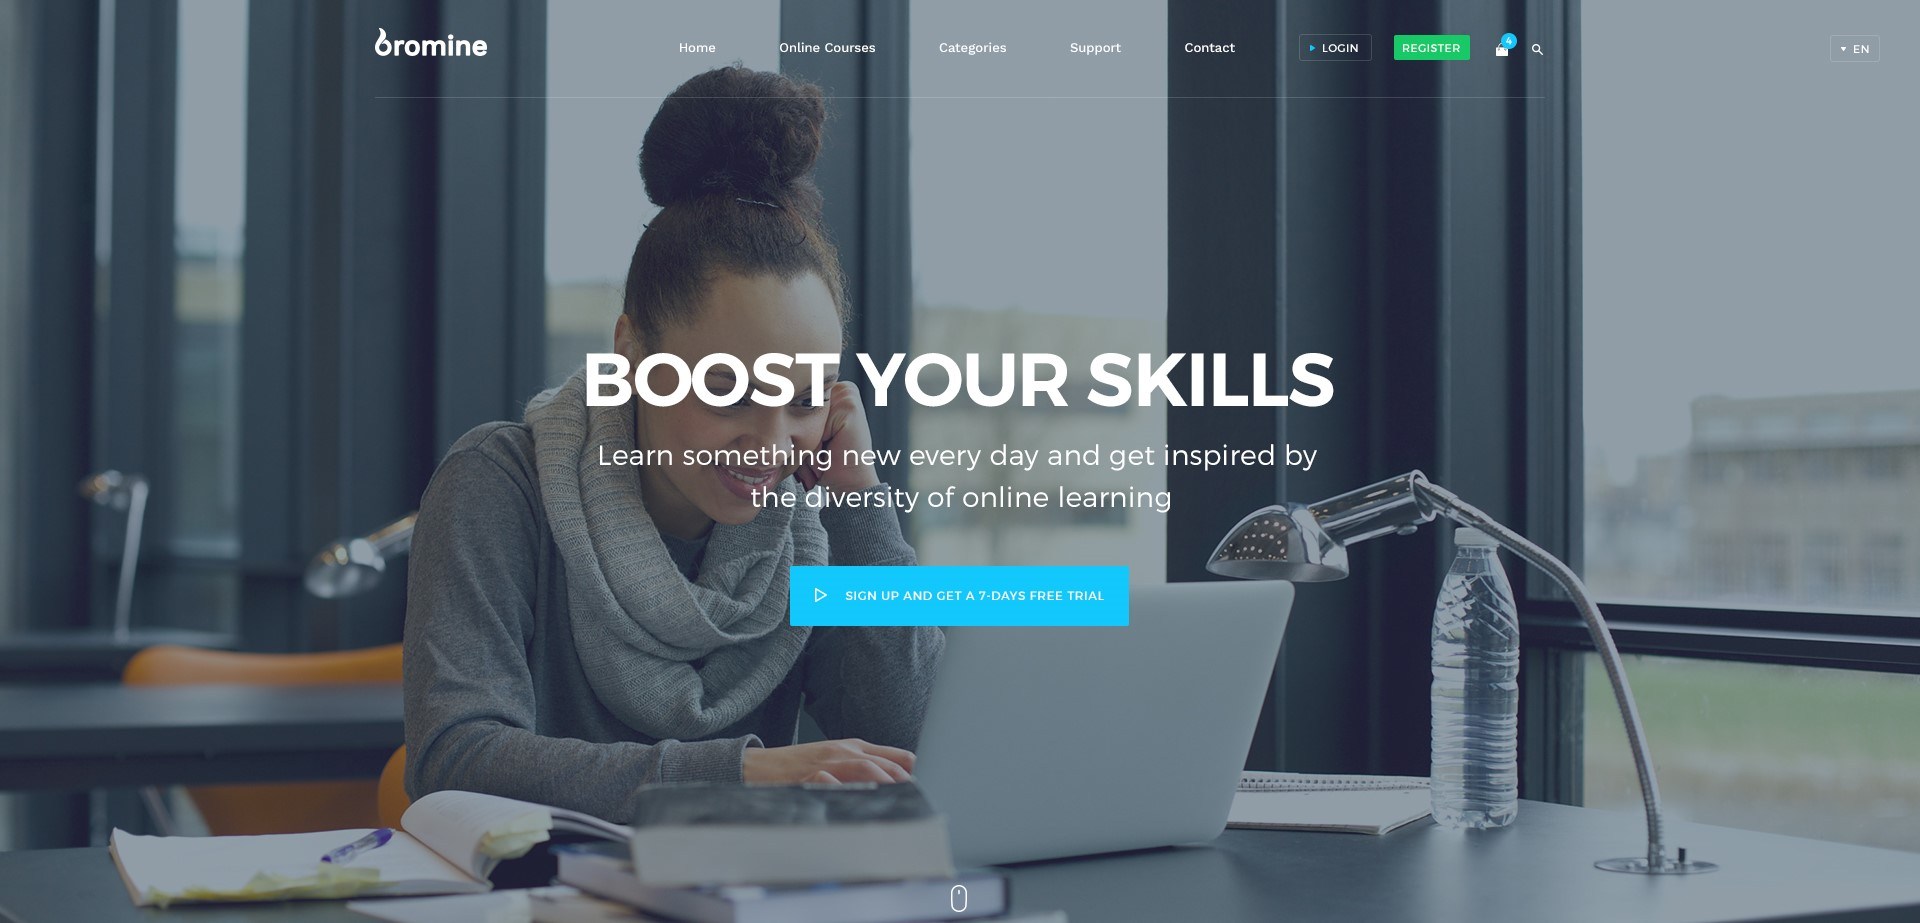 bromine
Home
Online Courses
Categories
Support
Contact
LOGIN
REGISTER
4
EN
BOOST YOUR SKILLS
Learn something new every day and get inspired by
the diversity of online learning
SIGN UP AND GET A 7-DAYS FREE TRIAL